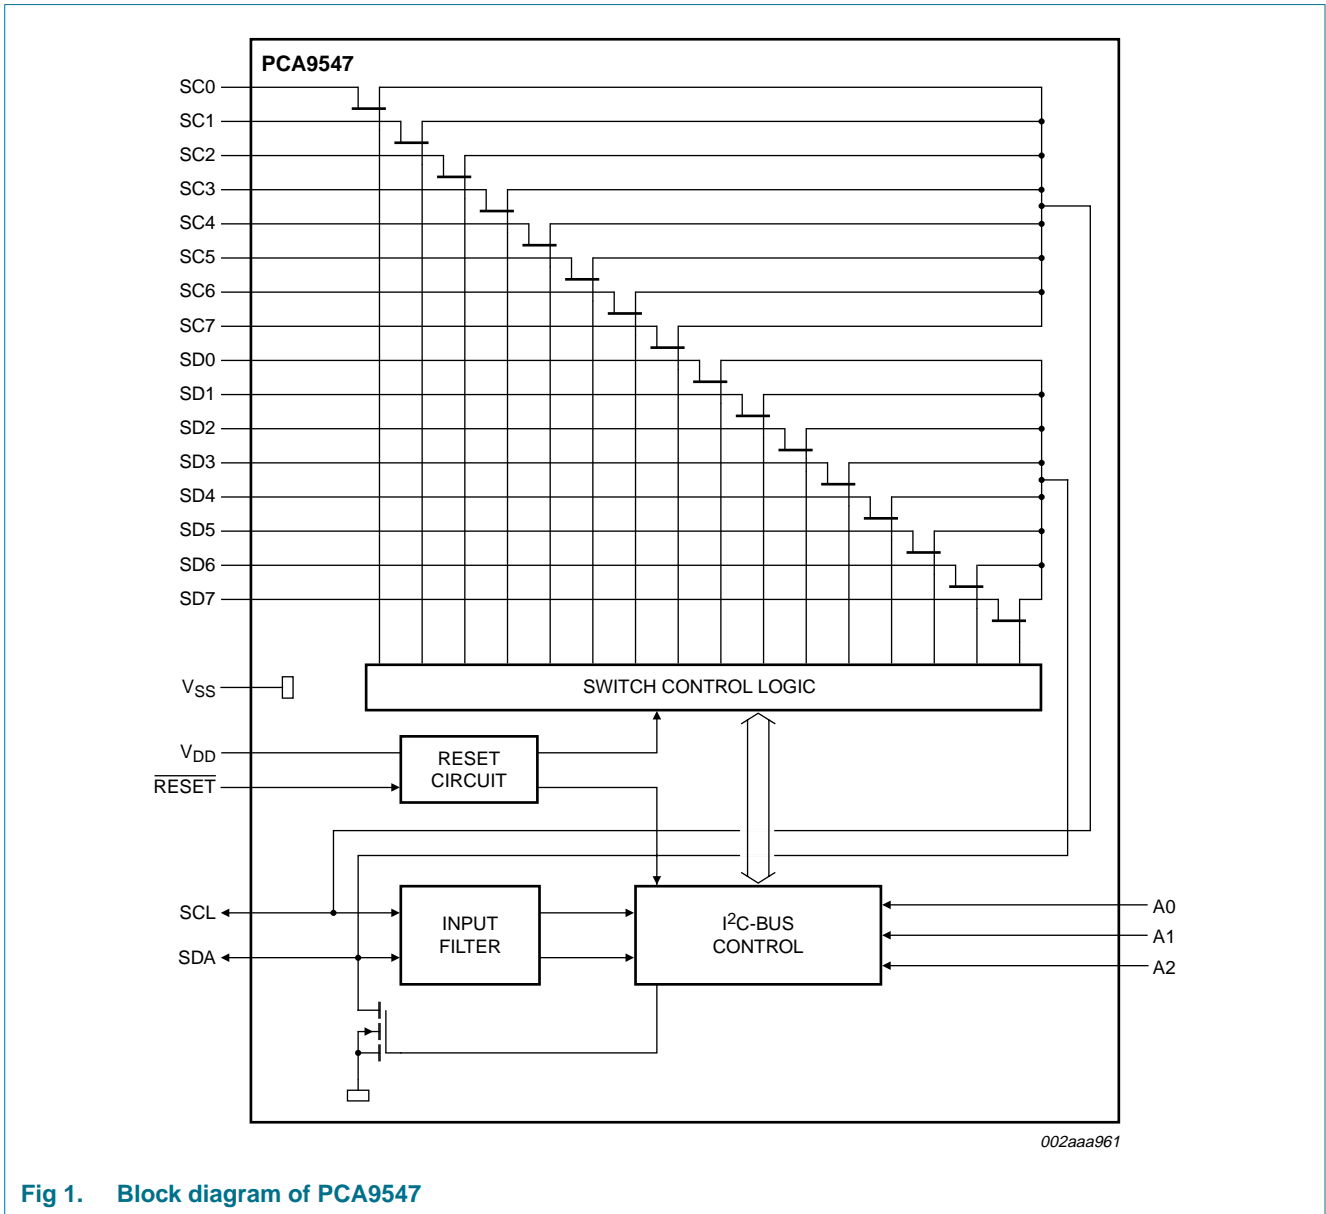 PCA9547
SC0
SC1
SC2
SC3
SC4
SC5
SC6
SC7
SD0
SD1
SD2
SD3
SD4
SD5
SD6
SD7
VSS
SWITCH CONTROL LOGIC
VDD
RESET
RESET
CIRCUIT
SCL
SDA
INPUT
FILTER
I2C-BUS
CONTROL
A0
A1
A2
002aaa961
Fig 1. Block diagram of PCA9547